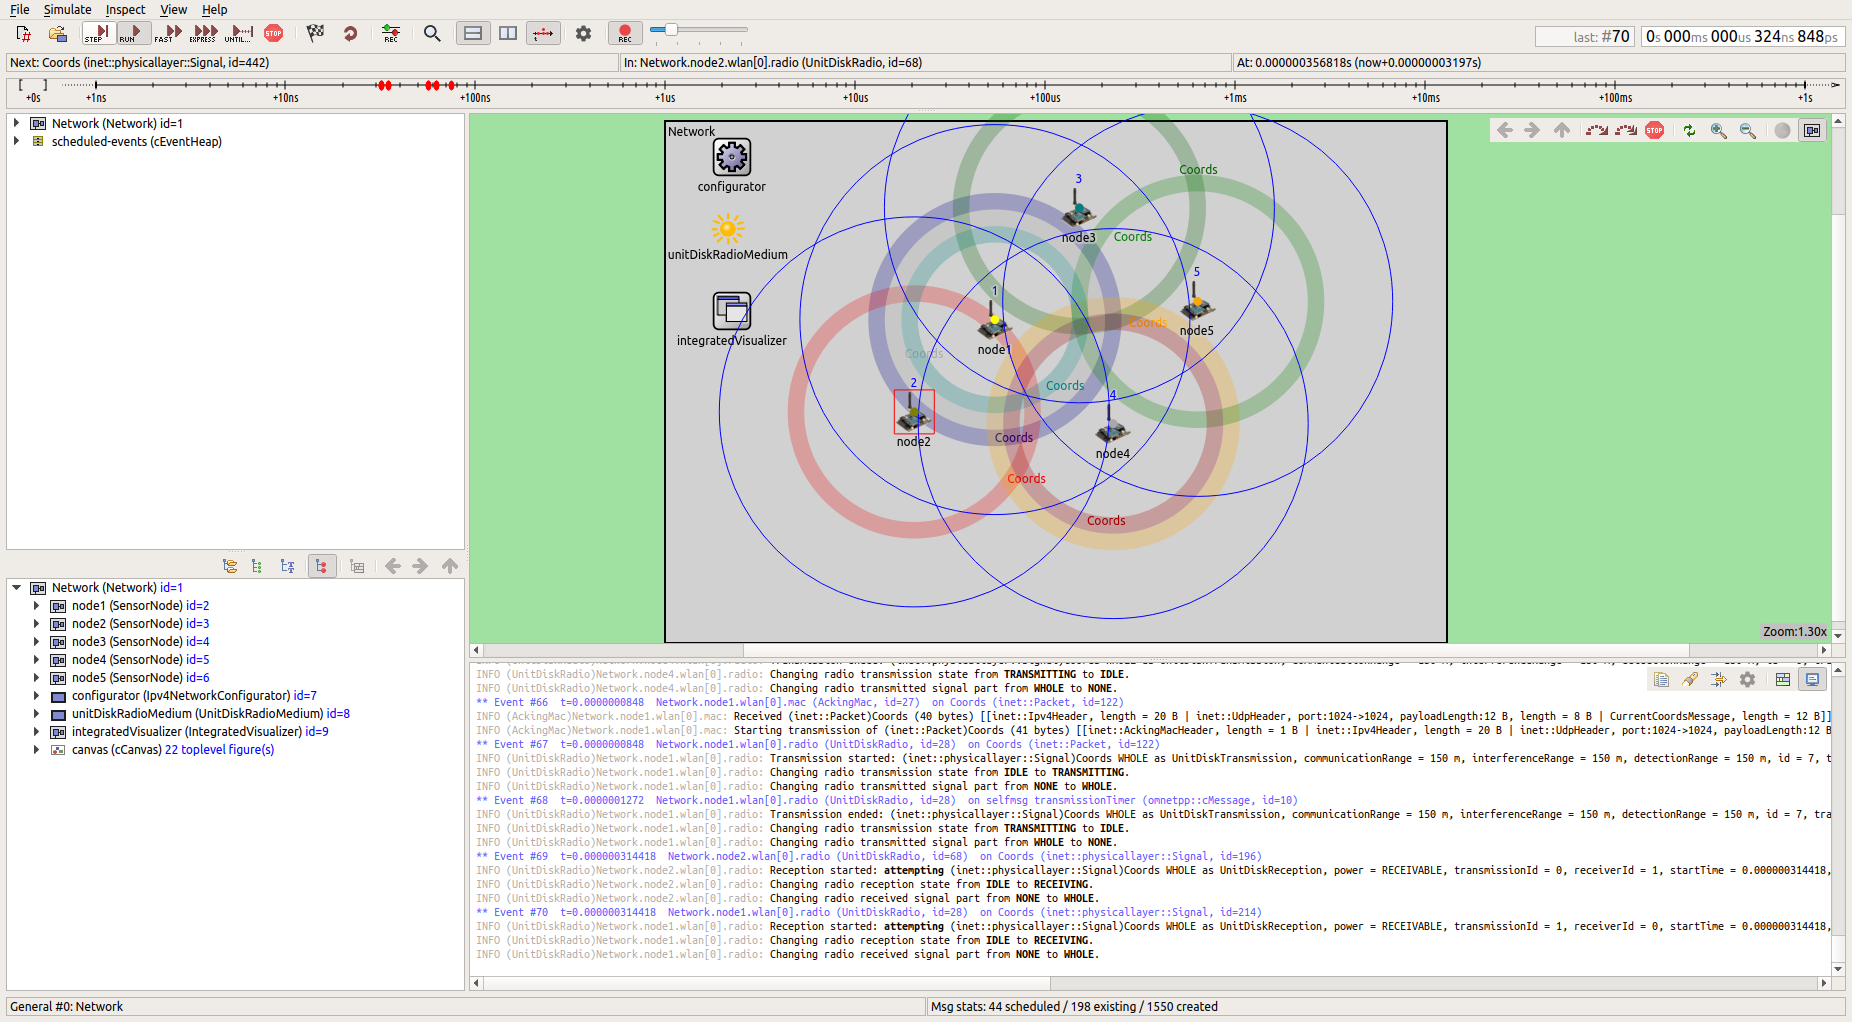 File Simulate Inspect View Help
STEP RUN FAST EXPRESS UNTIL... STOP REC REC
last: #70 0s 000ms 000us 324ns 848ps
Next: Coords (inet::physicallayer::Signal, id=442) In: Network.node2.wlan[0].radio (UnitDiskRadio, id=68) At: 0.000000356818s (now+0.00000003197s)
+0s +1ns +10ns +100ns +1us +10us +100us +1ms +10ms +100ms +1s
Network (Network) id=1
scheduled-events (cEventHeap)
Network (Network) id=1
node1 (SensorNode) id=2
node2 (SensorNode) id=3
node3 (SensorNode) id=4
node4 (SensorNode) id=5
node5 (SensorNode) id=6
configurator (Ipv4NetworkConfigurator) id=7
unitDiskRadioMedium (UnitDiskRadioMedium) id=8
integratedVisualizer (IntegratedVisualizer) id=9
canvas (cCanvas) 22 toplevel figure(s)
Network
STOP
configurator
unitDiskRadioMedium
integratedVisualizer
Coords
3
node3
Coords
5
node5
1
node1
Coords
Coords
2
node2
Coords
4
node4
Coords
Coords
Coords
Zoom:1.30x
INFO (UnitDiskRadio)Network.node4.wlan[0].radio: Changing radio transmission state from TRANSMITTING to IDLE.
INFO (UnitDiskRadio)Network.node4.wlan[0].radio: Changing radio transmitted signal part from WHOLE to NONE.
** Event #66 t=0.0000000848 Network.node1.wlan[0].mac (AckingMac, id=27) on Coords (inet::Packet, id=122)
INFO (AckingMac)Network.node1.wlan[0].mac: Received (inet::Packet)Coords (40 bytes) [[inet::Ipv4Header, length = 20 B | inet::UdpHeader, port:1024->1024, payloadLength:12 B, length = 8 B | CurrentCoordsMessage, length = 12 B]]
INFO (AckingMac)Network.node1.wlan[0].mac: Starting transmission of (inet::Packet)Coords (41 bytes) [[inet::AckingMacHeader, length = 1 B | inet::Ipv4Header, length = 20 B | inet::UdpHeader, port:1024->1024, payloadLength:12 B
** Event #67 t=0.0000000848 Network.node1.wlan[0].radio (UnitDiskRadio, id=28) on Coords (inet::Packet, id=122)
INFO (UnitDiskRadio)Network.node1.wlan[0].radio: Transmission started: (inet::physicallayer::Signal)Coords WHOLE as UnitDiskTransmission, communicationRange = 150 m, interferenceRange = 150 m, detectionRange = 150 m, id = 7, t
INFO (UnitDiskRadio)Network.node1.wlan[0].radio: Changing radio transmission state from IDLE to TRANSMITTING.
INFO (UnitDiskRadio)Network.node1.wlan[0].radio: Changing radio transmitted signal part from NONE to WHOLE.
** Event #68 t=0.0000001272 Network.node1.wlan[0].radio (UnitDiskRadio, id=28) on selfmsg transmissionTimer (omnetpp::cMessage, id=10)
INFO (UnitDiskRadio)Network.node1.wlan[0].radio: Transmission ended: (inet::physicallayer::Signal)Coords WHOLE as UnitDiskTransmission, communicationRange = 150 m, interferenceRange = 150 m, detectionRange = 150 m, id = 7, tra
INFO (UnitDiskRadio)Network.node1.wlan[0].radio: Changing radio transmission state from TRANSMITTING to IDLE.
INFO (UnitDiskRadio)Network.node1.wlan[0].radio: Changing radio transmitted signal part from WHOLE to NONE.
** Event #69 t=0.000000314418 Network.node2.wlan[0].radio (UnitDiskRadio, id=68) on Coords (inet::physicallayer::Signal, id=196)
INFO (UnitDiskRadio)Network.node2.wlan[0].radio: Reception started: attempting (inet::physicallayer::Signal)Coords WHOLE as UnitDiskReception, power = RECEIVABLE, transmissionId = 0, receiverId = 1, startTime = 0.000000314418,
INFO (UnitDiskRadio)Network.node2.wlan[0].radio: Changing radio reception state from IDLE to RECEIVING.
INFO (UnitDiskRadio)Network.node2.wlan[0].radio: Changing radio received signal part from NONE to WHOLE.
** Event #70 t=0.000000314418 Network.node1.wlan[0].radio (UnitDiskRadio, id=28) on Coords (inet::physicallayer::Signal, id=214)
INFO (UnitDiskRadio)Network.node1.wlan[0].radio: Reception started: attempting (inet::physicallayer::Signal)Coords WHOLE as UnitDiskReception, power = RECEIVABLE, transmissionId = 1, receiverId = 0, startTime = 0.000000314418,
INFO (UnitDiskRadio)Network.node1.wlan[0].radio: Changing radio reception state from IDLE to RECEIVING.
INFO (UnitDiskRadio)Network.node1.wlan[0].radio: Changing radio received signal part from NONE to WHOLE.
General #0: Network Msg stats: 44 scheduled / 198 existing / 1550 created